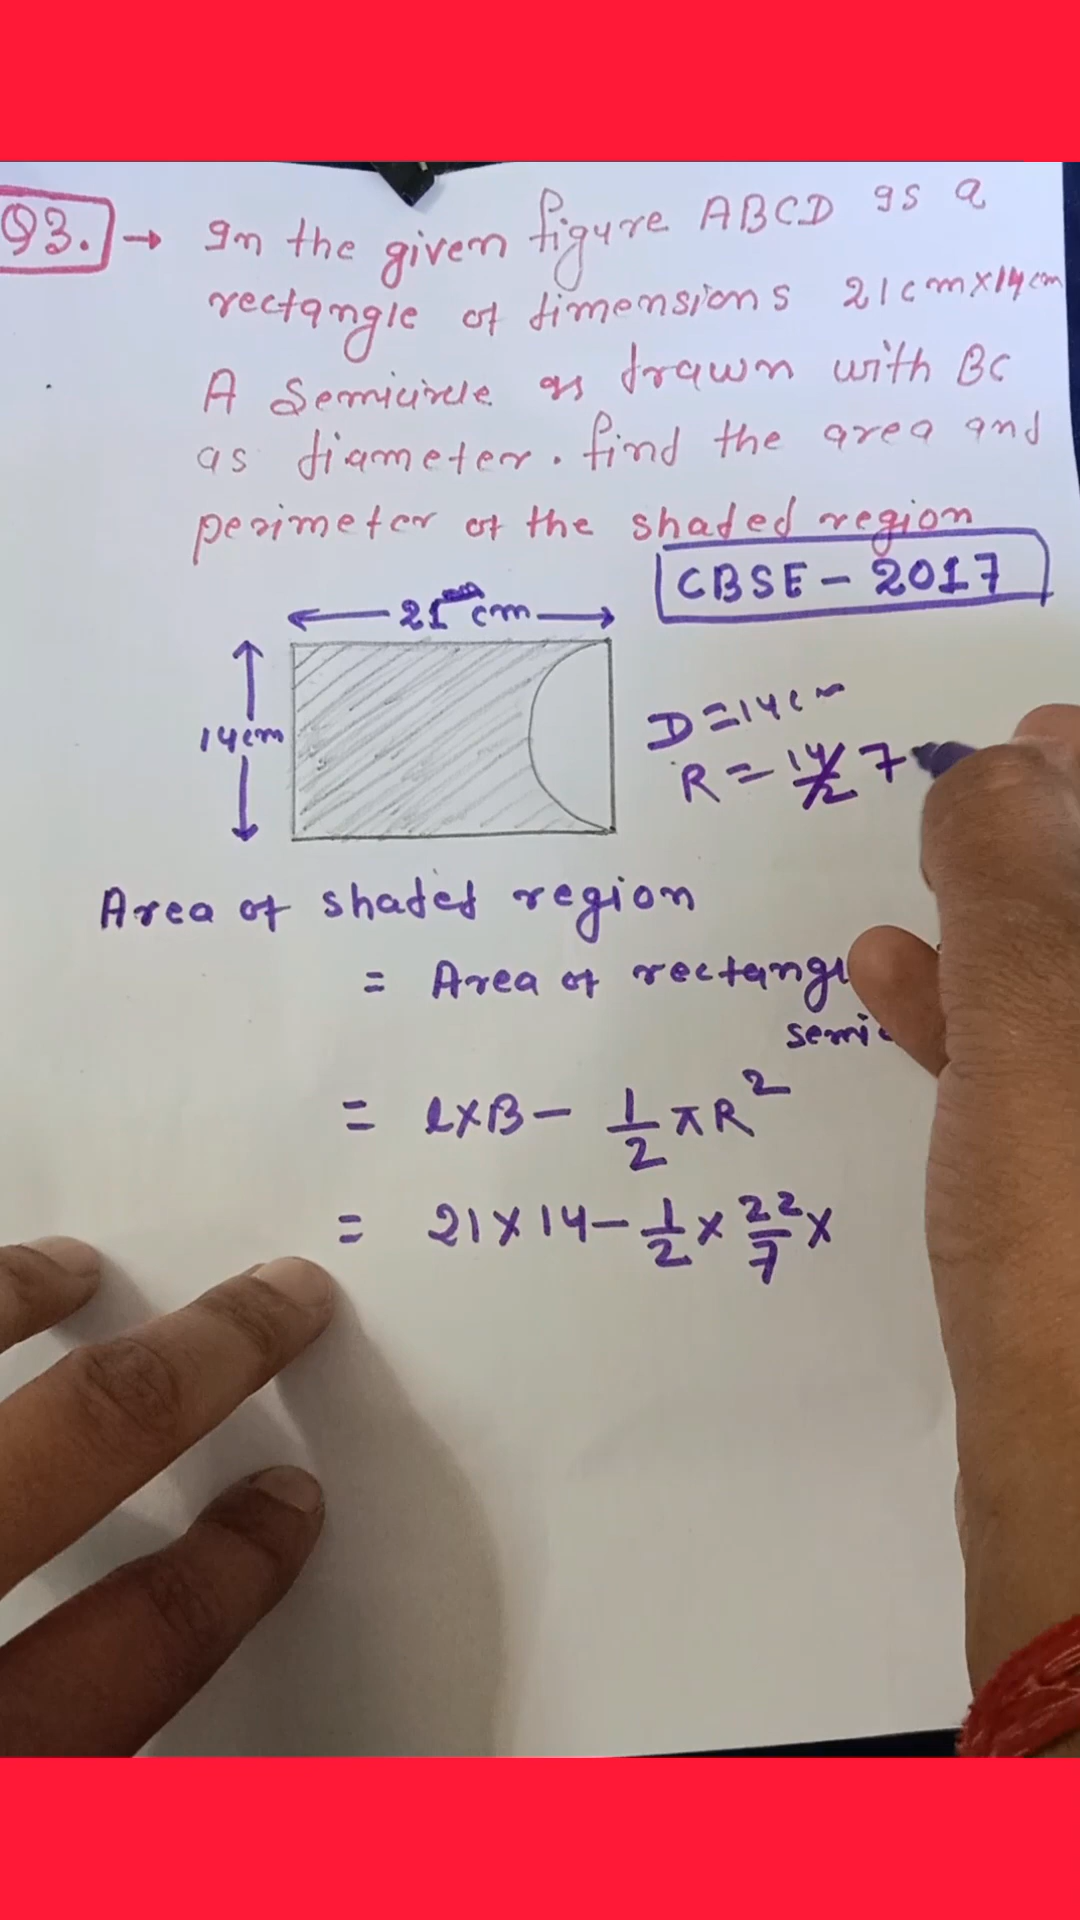 Q3. → In the given figure ABCD is a
rectangle of dimensions 21cm×14cm
A semicircle is drawn with BC
as diameter. find the area and
perimeter of the shaded region
CBSE - 2017
21 cm
14cm
D=14cm
R = 14/2 7
Area of shaded region
= Area of
= l×B - 1/2 πR²
= 21×14 - 1/2 × 22/7 ×